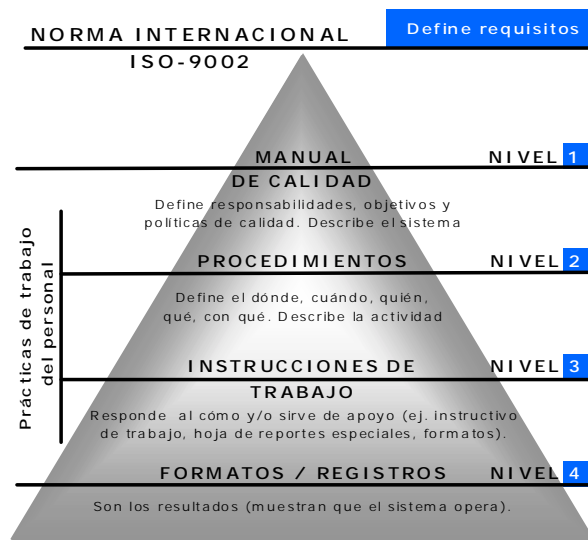 NORMA INTERNACIONAL
ISO-9002
Define requisitos
MANUAL
DE CALIDAD
NIVEL 1
Define responsabilidades, objetivos y
políticas de calidad. Describe el sistema
PROCEDIMIENTOS
NIVEL 2
Define el dónde, cuándo, quién,
qué, con qué. Describe la actividad
INSTRUCCIONES DE
TRABAJO
NIVEL 3
Responde al cómo y/o sirve de apoyo (ej. instructivo
de trabajo, hoja de reportes especiales, formatos).
FORMATOS / REGISTROS
NIVEL 4
Son los resultados (muestran que el sistema opera).
Prácticas de trabajo
del personal